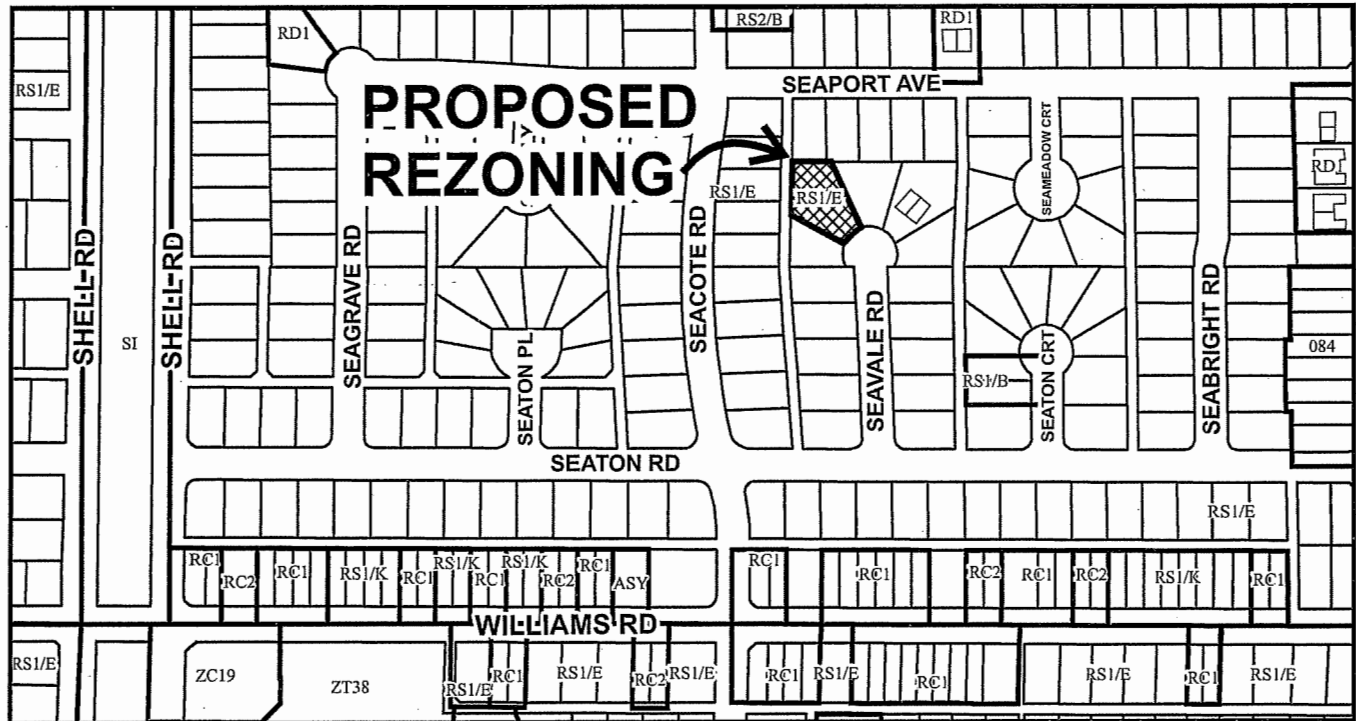 RS2/B
RD1
RD1
SEAPORT AVE
RS1/E
PROPOSED
REZONING
RS1/E
RS1/E
SEAMEADOW CRT
RD1
SHELL RD
SI
SHELL RD
SEAGRAVE RD
SEATON PL
SEACOTE RD
SEAVALE RD
RS1/B
SEATON CRT
SEABRIGHT RD
084
SEATON RD
RS1/E
RC1
RC2
RC1
RS1/K
RC1
RS1/K
RC1
RS1/K
RC2
RC1
ASY
RC1
RC1
RC2
RC1
RC2
RS1/K
RC1
WILLIAMS RD
RS1/E
ZC19
ZT38
RS1/E
RC1
RS1/E
RC2
RS1/E
RC1
RS1/E
RC1
RS1/E
RC1
RS1/E